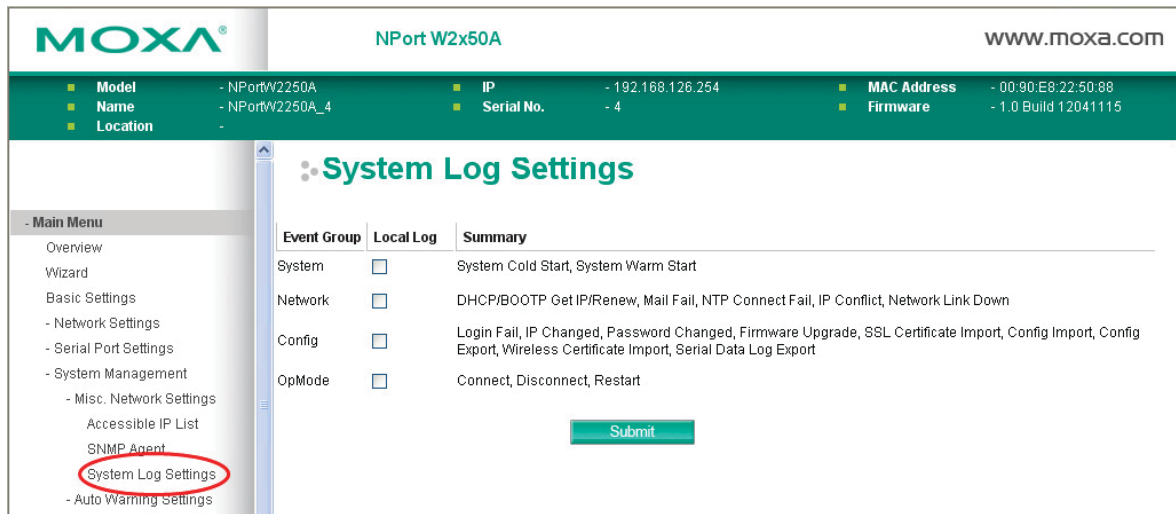 MOXA®
NPort W2x50A
www.moxa.com
Model - NPortW2250A
IP - 192.168.126.254
MAC Address - 00:90:E8:22:50:88
Name - NPortW2250A_4
Serial No. - 4
Firmware - 1.0 Build 12041115
Location -
System Log Settings
- Main Menu
Overview
Wizard
Basic Settings
- Network Settings
- Serial Port Settings
- System Management
- Misc. Network Settings
Accessible IP List
SNMP Agent
System Log Settings
- Auto Warning Settings
Event Group Local Log Summary
System System Cold Start, System Warm Start
Network DHCP/BOOTP Get IP/Renew, Mail Fail, NTP Connect Fail, IP Conflict, Network Link Down
Config Login Fail, IP Changed, Password Changed, Firmware Upgrade, SSL Certificate Import, Config Import, Config
Export, Wireless Certificate Import, Serial Data Log Export
OpMode Connect, Disconnect, Restart
Submit